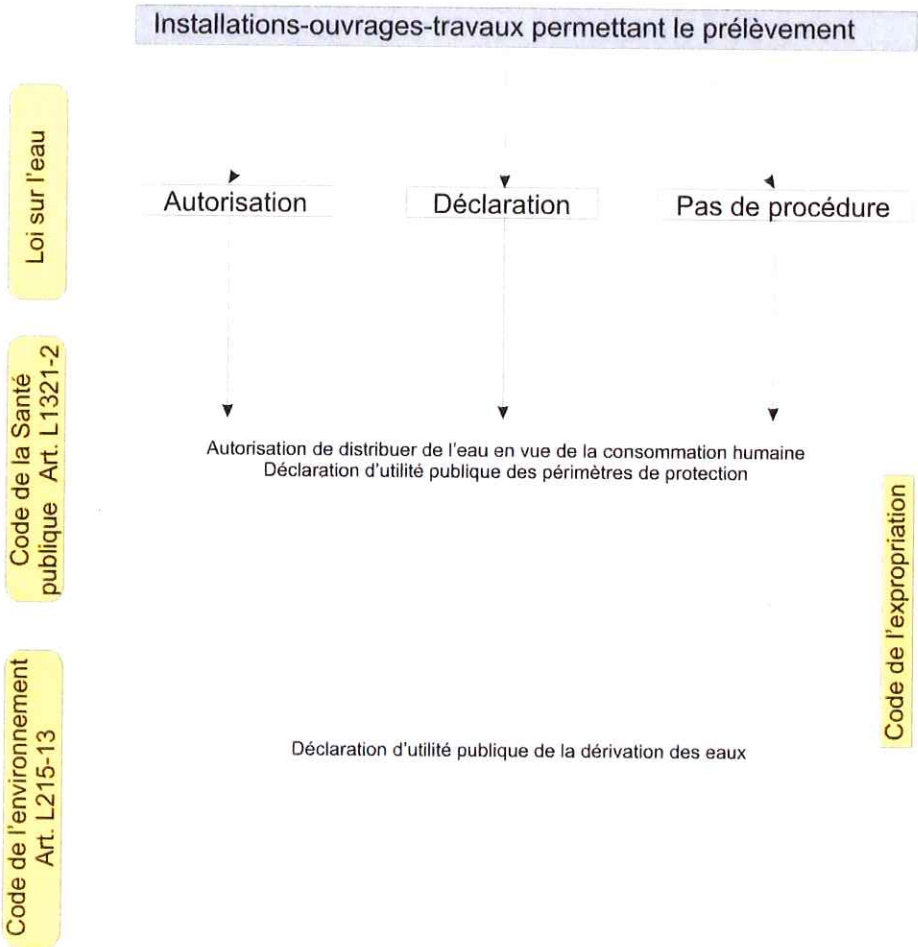 Installations-ouvrages-travaux permettant le prélèvement
Loi sur l'eau
Autorisation
Déclaration
Pas de procédure
Code de la Santé
publique Art. L1321-2
Autorisation de distribuer de l'eau en vue de la consommation humaine
Déclaration d'utilité publique des périmètres de protection
Code de l'expropriation
Code de l'environnement
Art. L215-13
Déclaration d'utilité publique de la dérivation des eaux